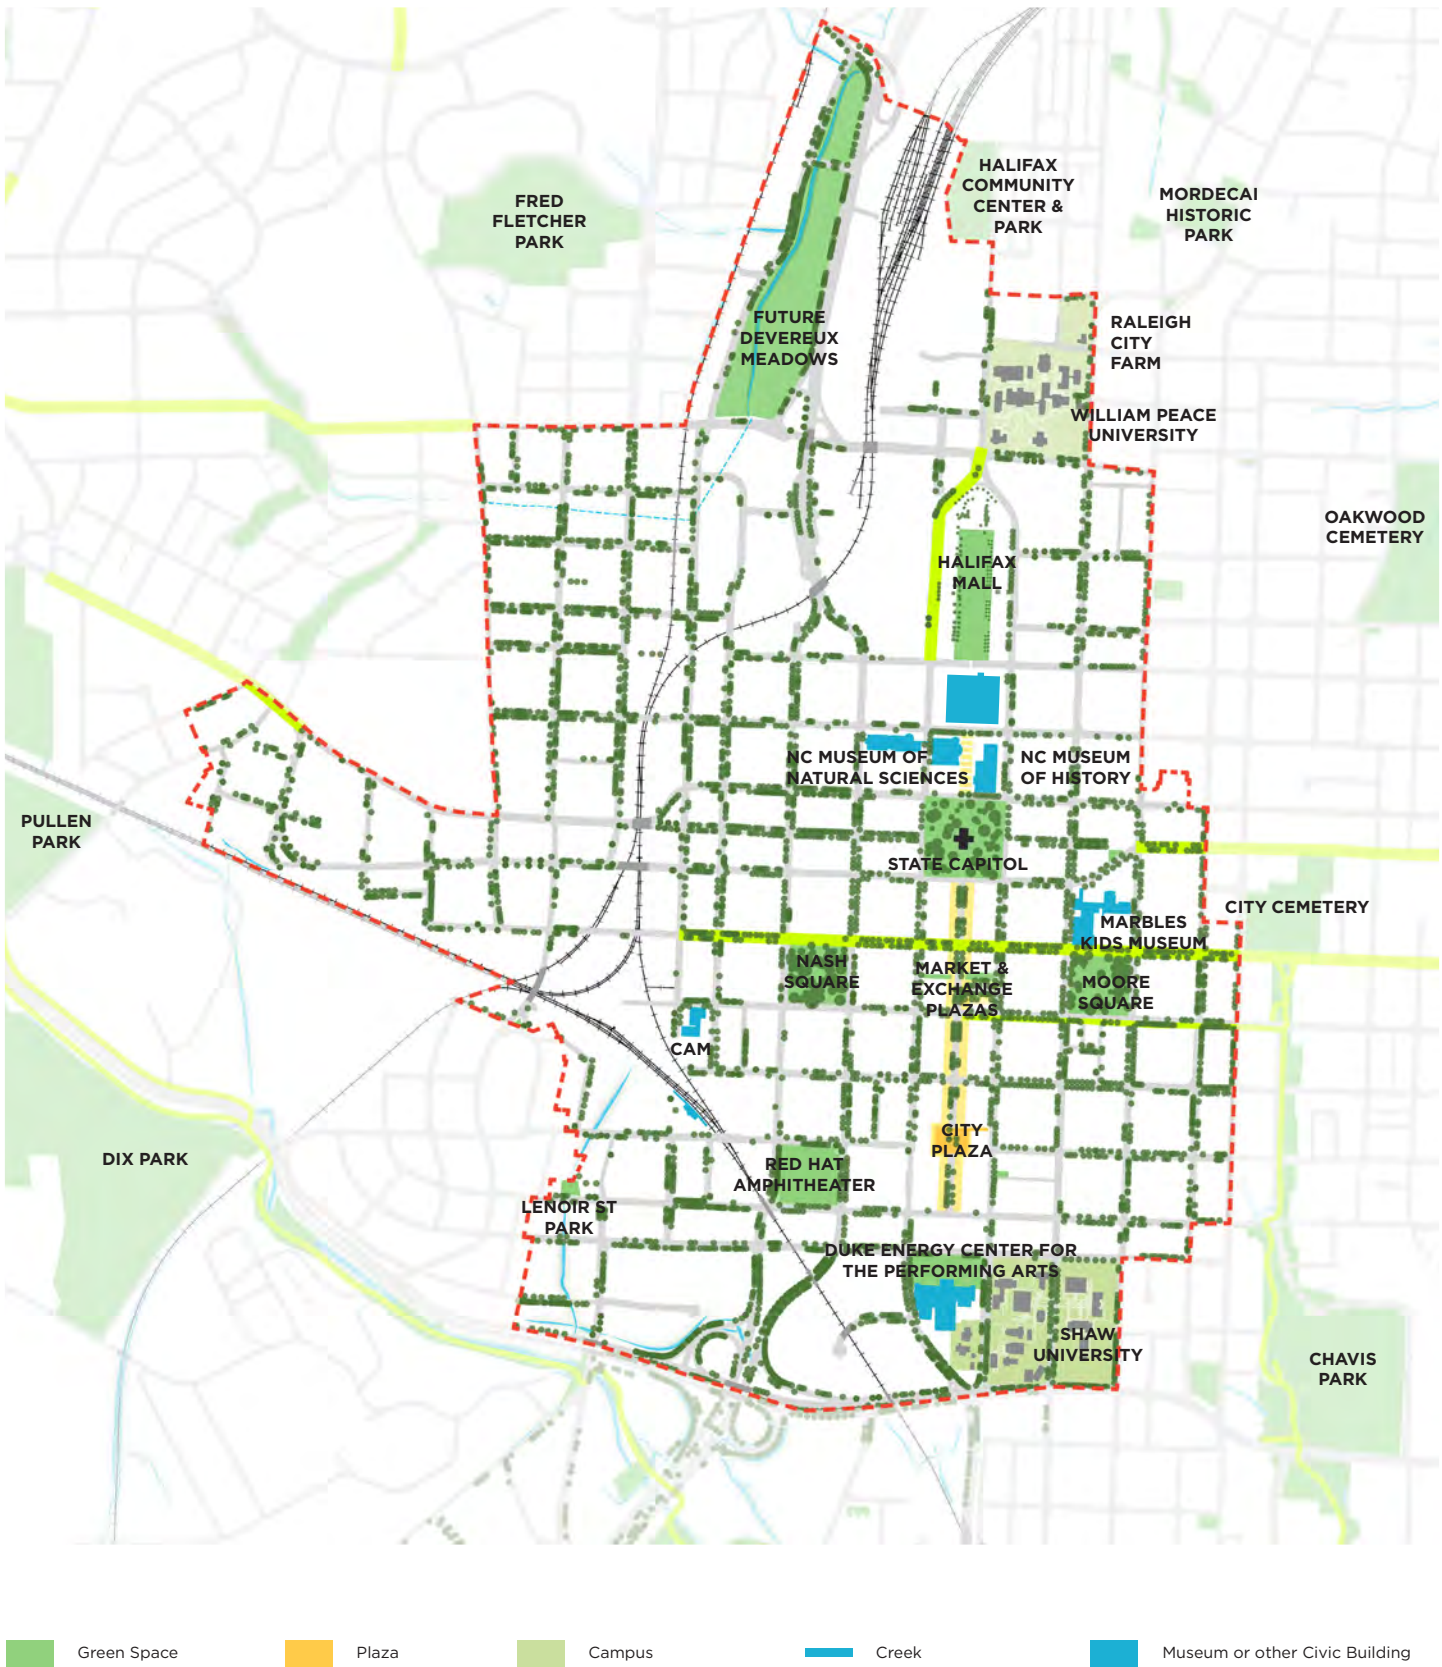 HALIFAX
COMMUNITY
CENTER &
PARK
MORDECAI
HISTORIC
PARK
FRED
FLETCHER
PARK
FUTURE
DEVEREUX
MEADOWS
RALEIGH
CITY
FARM
WILLIAM PEACE
UNIVERSITY
OAKWOOD
CEMETERY
HALIFAX
MALL
NC MUSEUM OF
NATURAL SCIENCES
NC MUSEUM
OF HISTORY
PULLEN
PARK
STATE CAPITOL
CITY CEMETERY
MARBLES
KIDS MUSEUM
NASH
SQUARE
MARKET &
EXCHANGE
PLAZAS
MOORE
SQUARE
CAM
CITY
PLAZA
DIX PARK
RED HAT
AMPHITHEATER
LENOIR ST
PARK
DUKE ENERGY CENTER FOR
THE PERFORMING ARTS
SHAW
UNIVERSITY
CHAVIS
PARK
Green Space
Plaza
Campus
Creek
Museum or other Civic Building